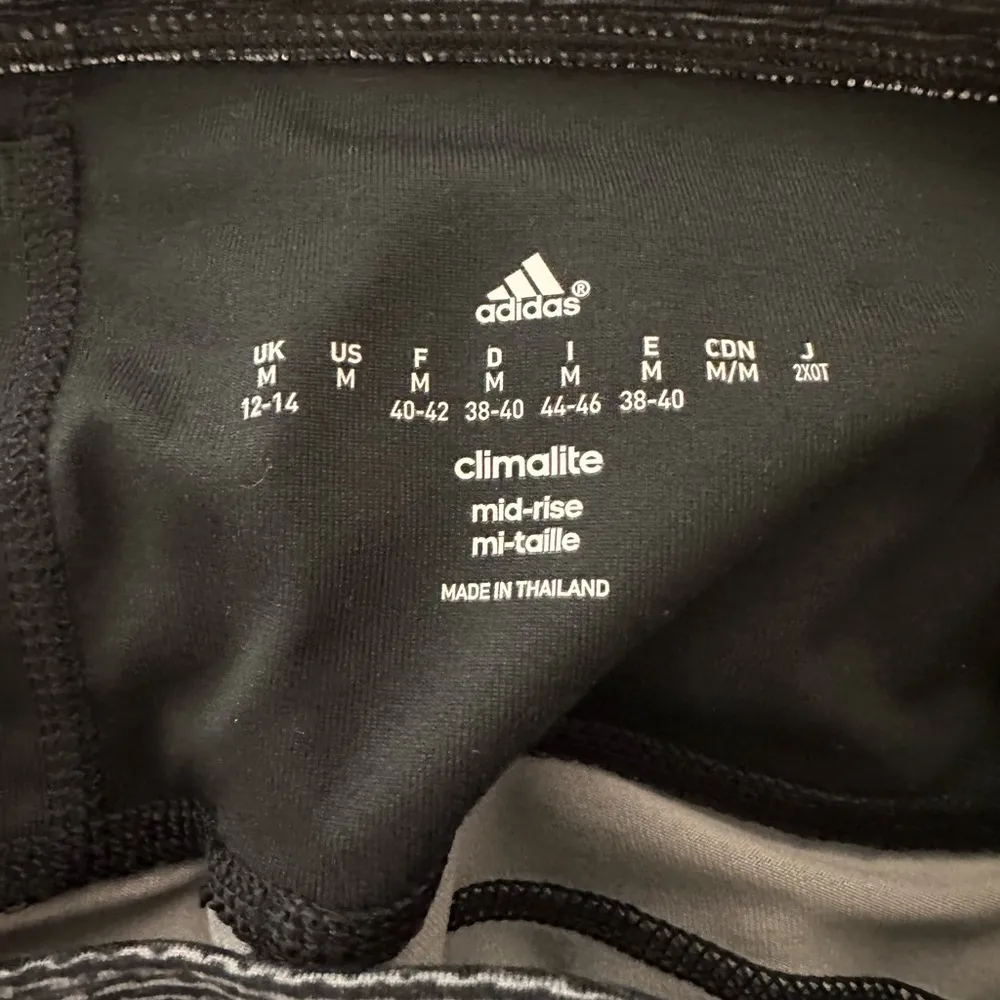 adidas®
UK US F D I E CDN J
M M M M M M M/M 2XOT
12-14 40-42 38-40 44-46 38-40
climalite
mid-rise
mi-taille
MADE IN THAILAND